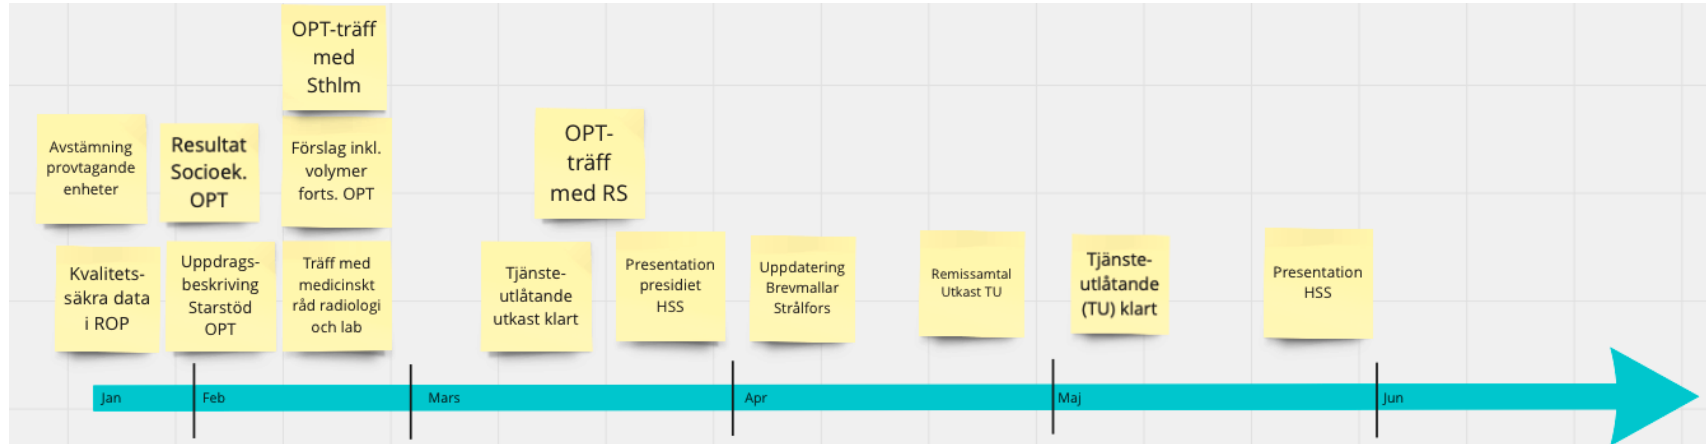 OPT-träff
med
Sthlm
Avstämning
provtagande
enheter
Resultat
Socioek.
OPT
Förslag inkl.
volymer
forts. OPT
OPT-
träff
med RS
Kvalitets-
säkra data
i ROP
Uppdrags-
beskriving
Starstöd
OPT
Träff med
medicinskt
råd radiologi
och lab
Tjänste-
utlåtande
utkast klart
Presentation
presidiet
HSS
Uppdatering
Brevmallar
Strålfors
Remissamtal
Utkast TU
Tjänste-
utlåtande
(TU) klart
Presentation
HSS
Jan
Feb
Mars
Apr
Maj
Jun